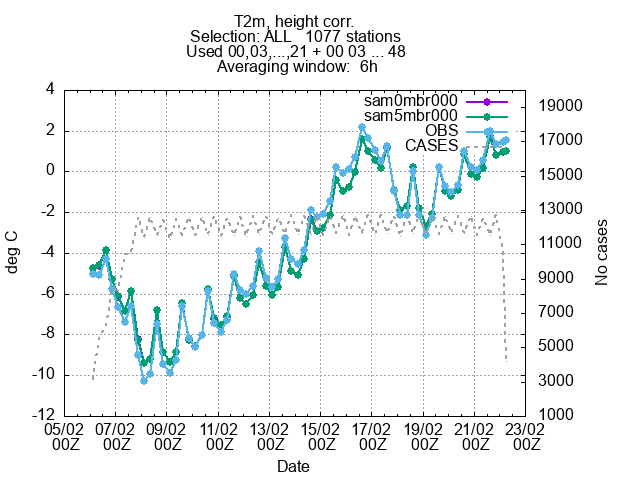 T2m, height corr.
Selection: ALL 1077 stations
Used 00,03,...,21 + 00 03 ... 48
Averaging window: 6h
sam0mbr000
sam5mbr000
OBS
CASES
deg C
4
2
0
-2
-4
-6
-8
-10
-12
No cases
19000
17000
15000
13000
11000
9000
7000
5000
3000
1000
05/02 07/02 09/02 11/02 13/02 15/02 17/02 19/02 21/02 23/02
00Z 00Z 00Z 00Z 00Z 00Z 00Z 00Z 00Z 00Z
Date